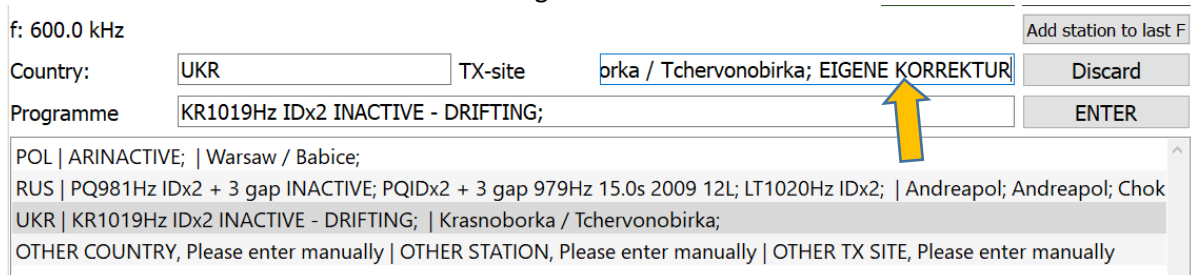 f: 600.0 kHz Add station to last F
Country: UKR TX-site orka / Tchervonobirka; EIGENE KORREKTUR Discard
Programme KR1019Hz IDx2 INACTIVE - DRIFTING; ENTER
POL | ARINACTIVE; | Warsaw / Babice;
RUS | PQ981Hz IDx2 + 3 gap INACTIVE; PQIDx2 + 3 gap 979Hz 15.0s 2009 12L; LT1020Hz IDx2; | Andreapol; Andreapol; Chok
UKR | KR1019Hz IDx2 INACTIVE - DRIFTING; | Krasnoborka / Tchervonobirka;
OTHER COUNTRY, Please enter manually | OTHER STATION, Please enter manually | OTHER TX SITE, Please enter manually